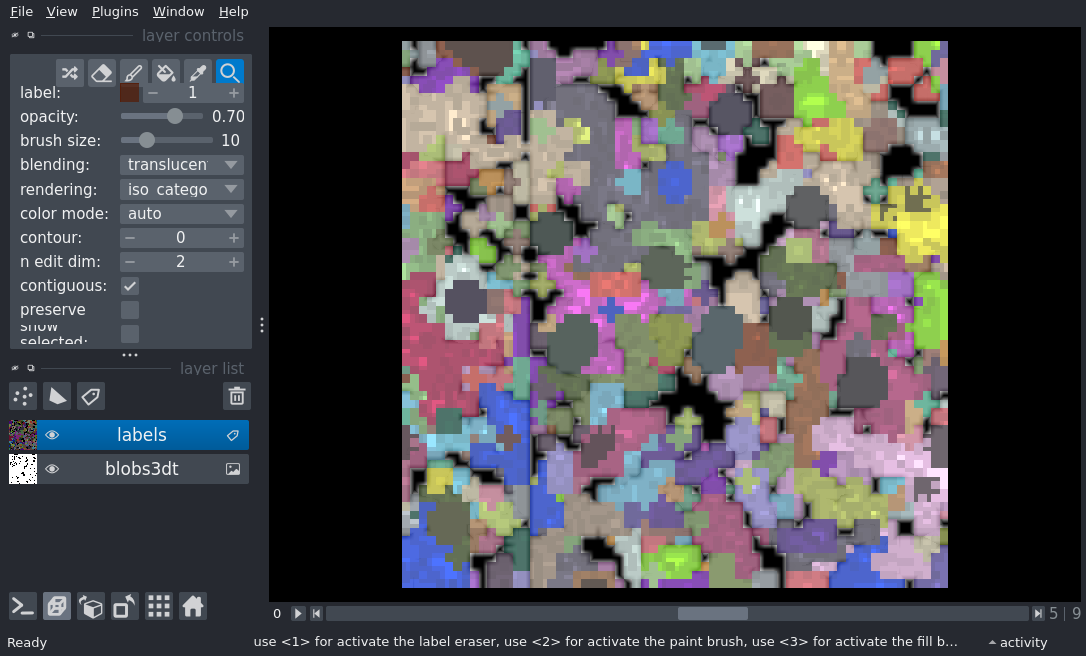 File View Plugins Window Help
layer controls
label: 1
opacity: 0.70
brush size: 10
blending: translucen
rendering: iso_catego
color mode: auto
contour: 0
n edit dim: 2
contiguous:
preserve
show
selected:
layer list
labels
blobs3dt
0 5 | 9
Ready use <1> for activate the label eraser, use <2> for activate the paint brush, use <3> for activate the fill b... activity